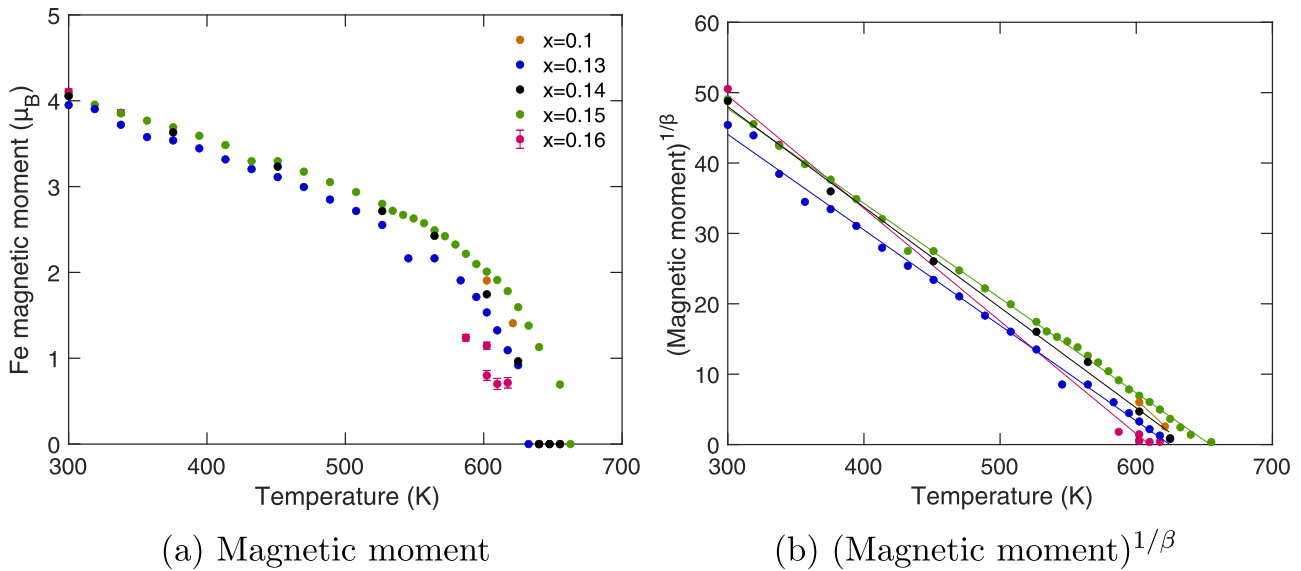 5
4
3
2
1
0
Fe magnetic moment (μ_B)
x=0.1
x=0.13
x=0.14
x=0.15
x=0.16
300 400 500 600 700
Temperature (K)
(a) Magnetic moment
60
50
40
30
20
10
0
(Magnetic moment)^{1/β}
300 400 500 600 700
Temperature (K)
(b) (Magnetic moment)^{1/β}